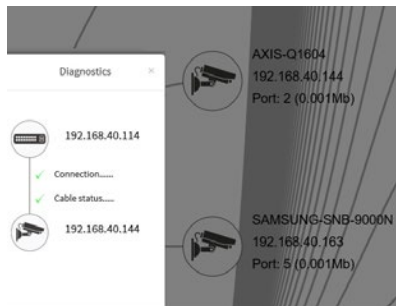 Diagnostics ×
192.168.40.114
Connection......
Cable status.....
192.168.40.144
AXIS-Q1604
192.168.40.144
Port: 2 (0.001Mb)
SAMSUNG-SNB-9000N
192.168.40.163
Port: 5 (0.001Mb)